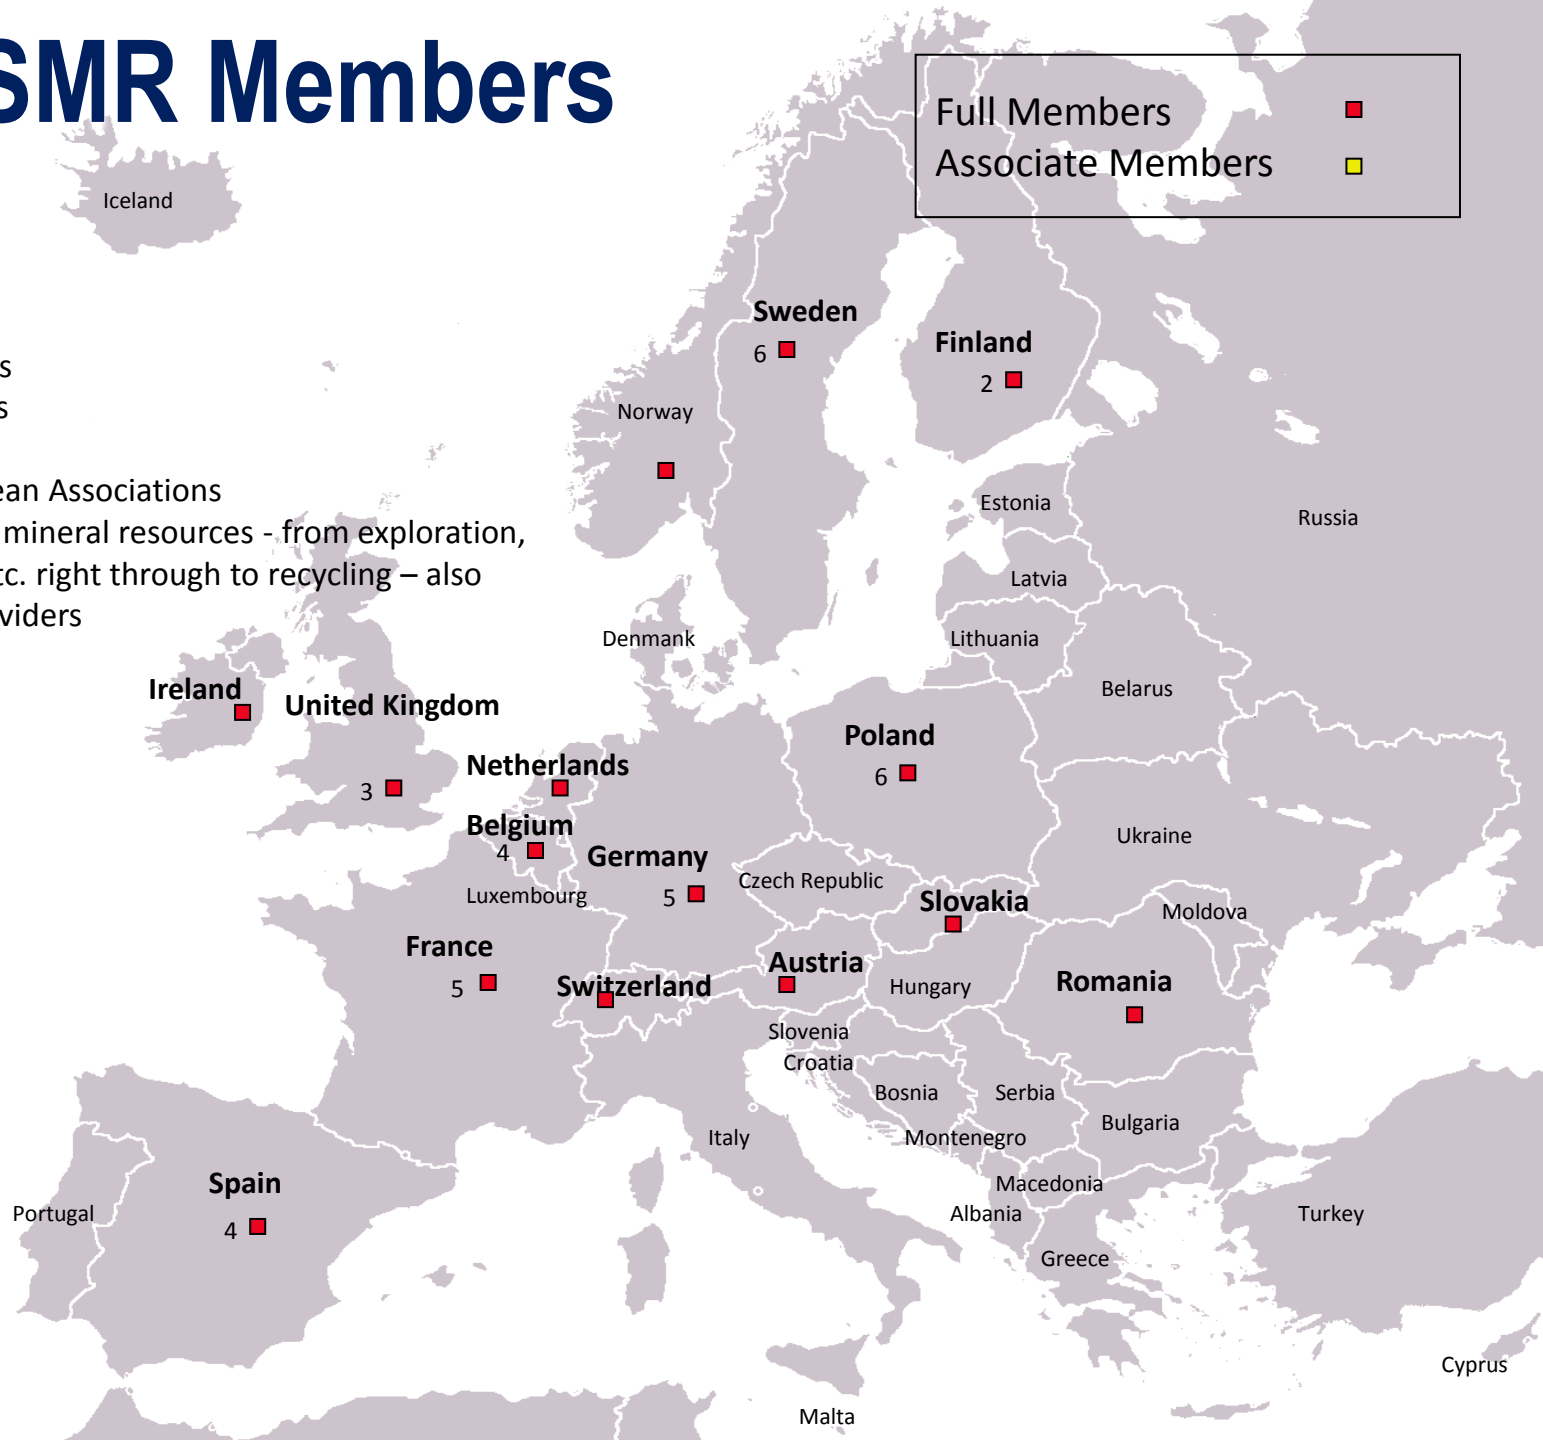 SMR Members
Full Members
Associate Members
Iceland
Sweden
6
Finland
2
s
s
Norway
ean Associations
mineral resources - from exploration,
tc. right through to recycling – also
viders
Estonia
Russia
Latvia
Denmank
Lithuania
Ireland
United Kingdom
Belarus
Poland
6
Netherlands
3
Belgium
4
Ukraine
Germany
5
Czech Republic
Luxembourg
Slovakia
Moldova
France
5
Switzerland
Austria
Hungary
Romania
Slovenia
Croatia
Bosnia
Serbia
Bulgaria
Montenegro
Italy
Spain
4
Macedonia
Portugal
Albania
Turkey
Greece
Cyprus
Malta